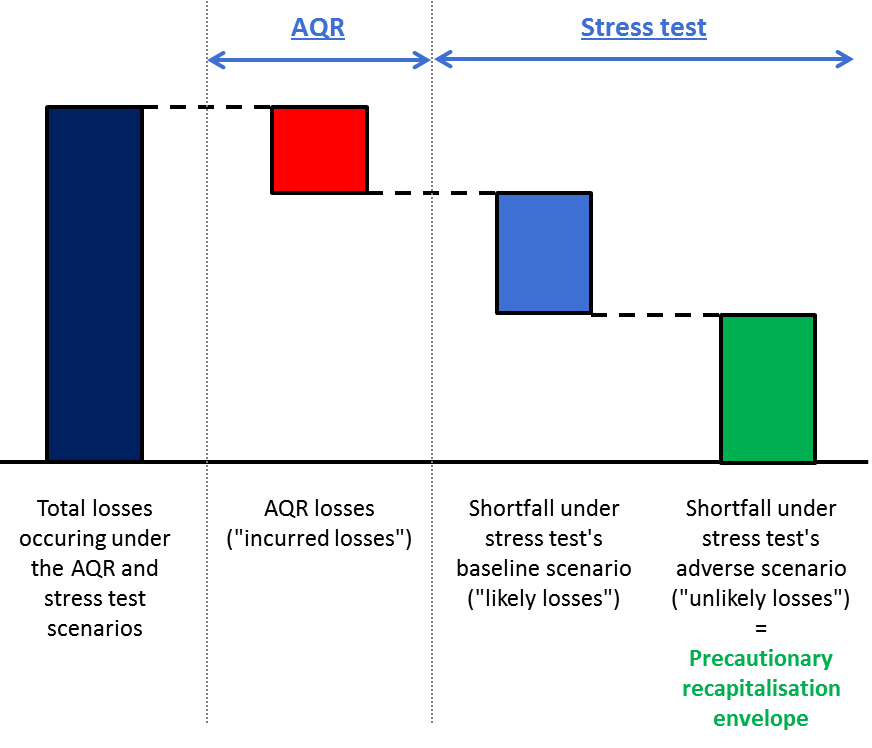 AQR
Stress test
Total losses
occuring under
the AQR and
stress test
scenarios
AQR losses
("incurred losses")
Shortfall under
stress test's
baseline scenario
("likely losses")
Shortfall under
stress test's
adverse scenario
("unlikely losses")
=
Precautionary
recapitalisation
envelope